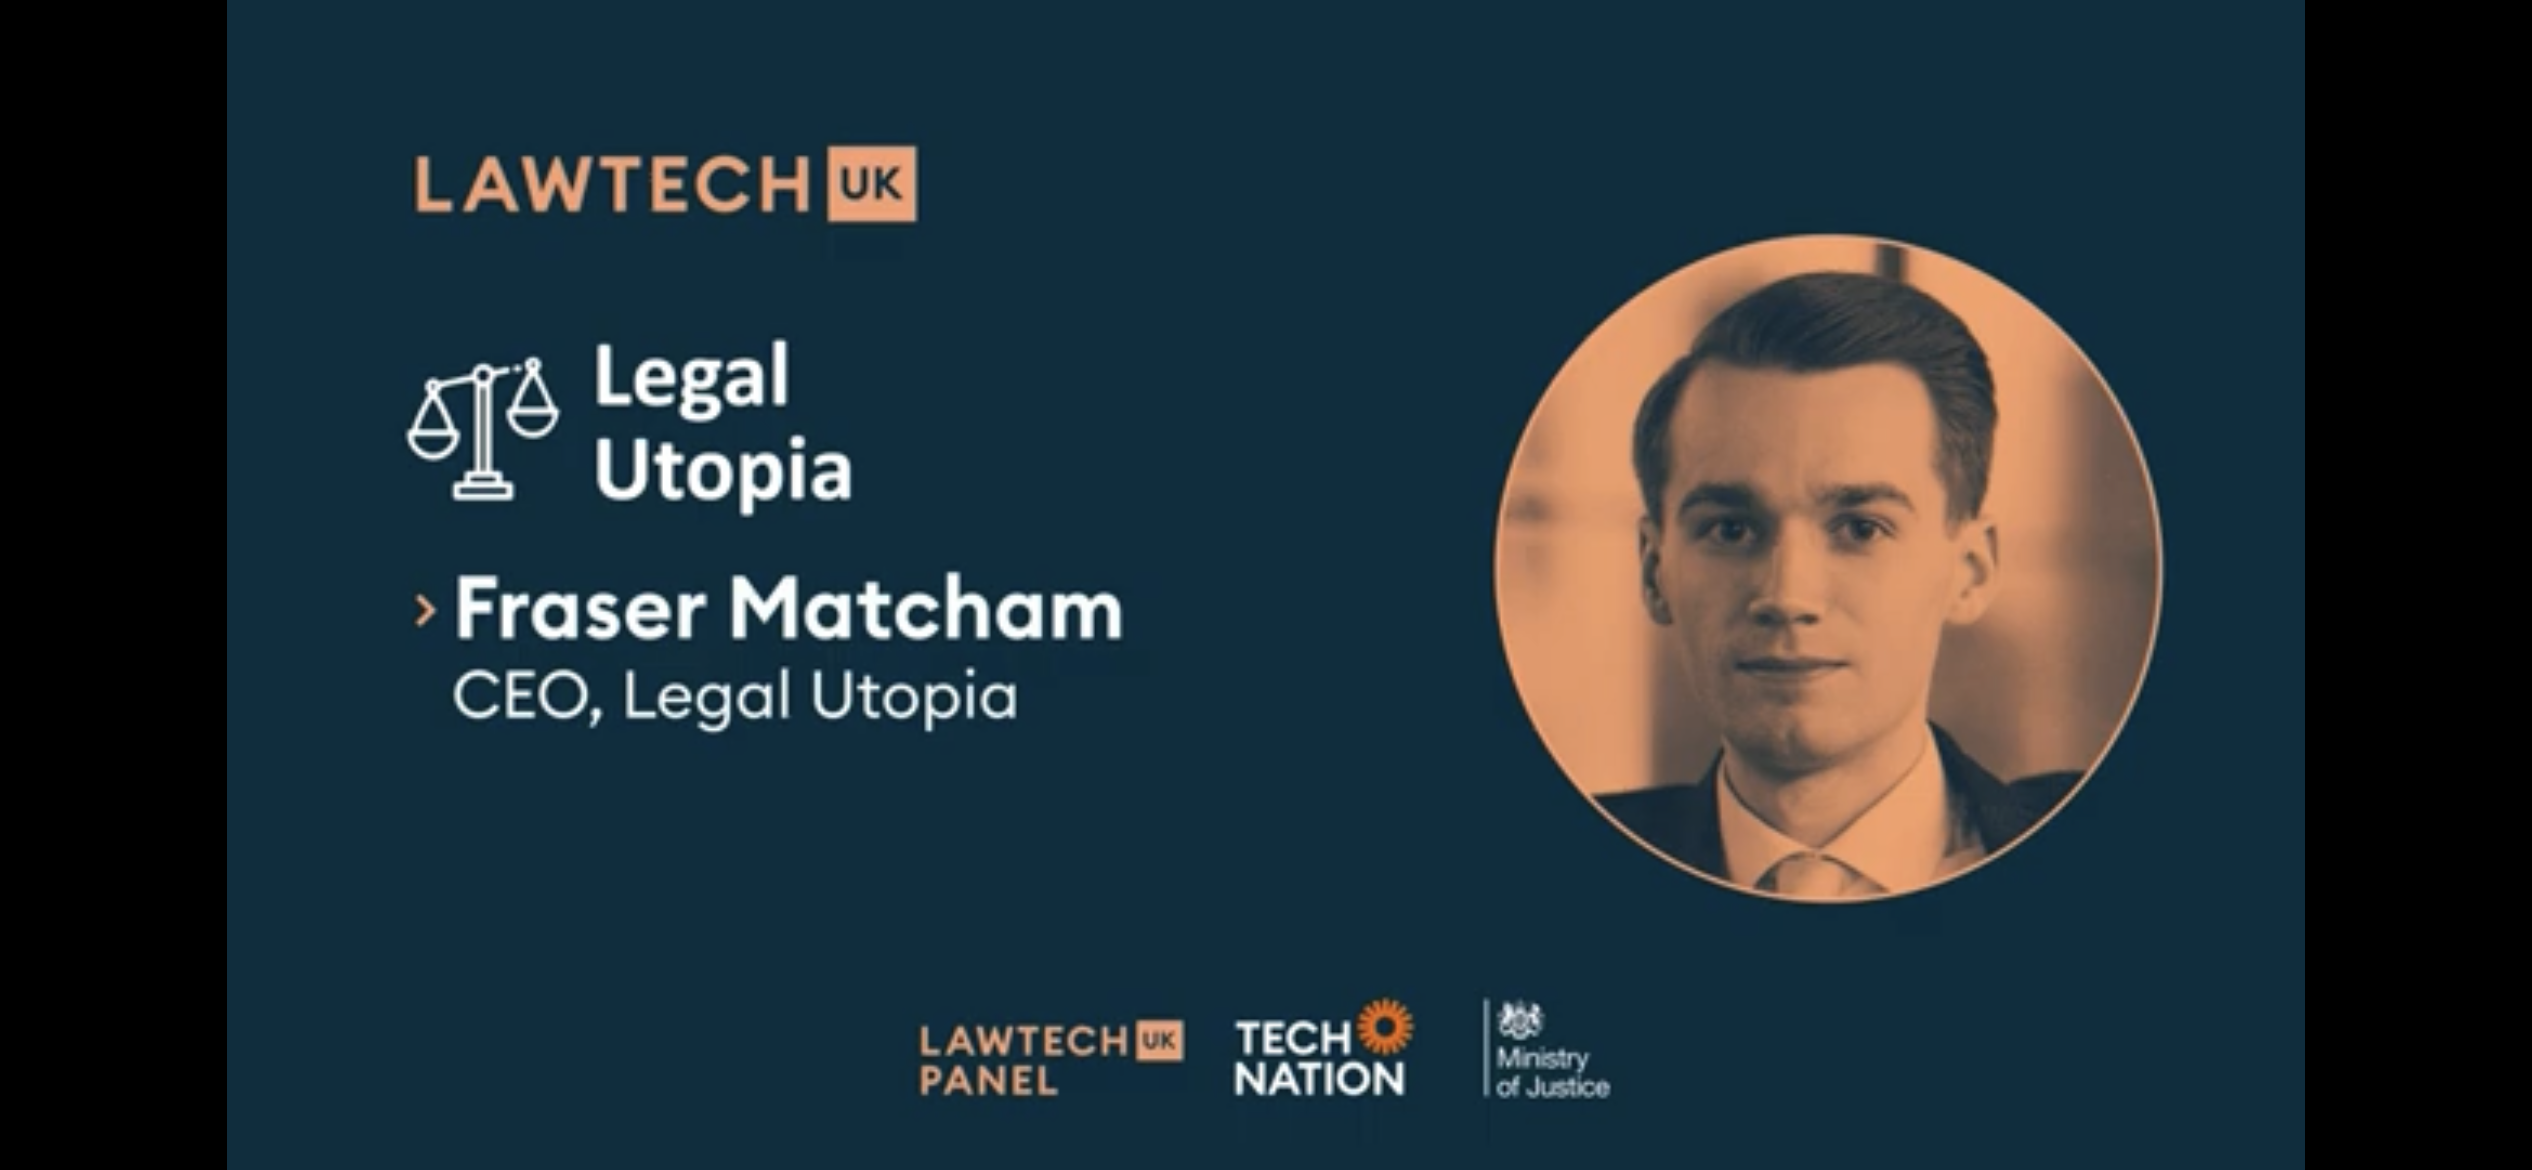 LAWTECH UK
Legal
Utopia
› Fraser Matcham
CEO, Legal Utopia
LAWTECH UK
PANEL
TECH
NATION
Ministry
of Justice